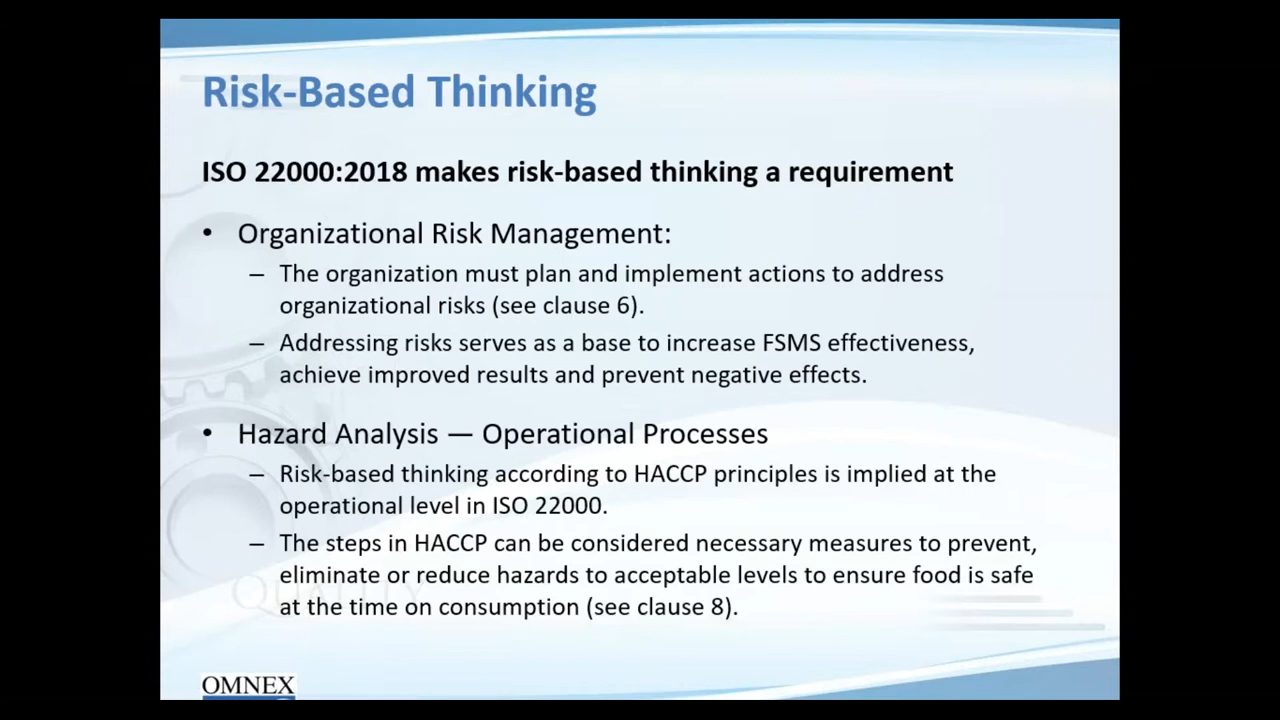 Risk-Based Thinking
ISO 22000:2018 makes risk-based thinking a requirement
• Organizational Risk Management:
– The organization must plan and implement actions to address
organizational risks (see clause 6).
– Addressing risks serves as a base to increase FSMS effectiveness,
achieve improved results and prevent negative effects.
• Hazard Analysis — Operational Processes
– Risk-based thinking according to HACCP principles is implied at the
operational level in ISO 22000.
– The steps in HACCP can be considered necessary measures to prevent,
eliminate or reduce hazards to acceptable levels to ensure food is safe
at the time on consumption (see clause 8).
QUALITY
OMNEX